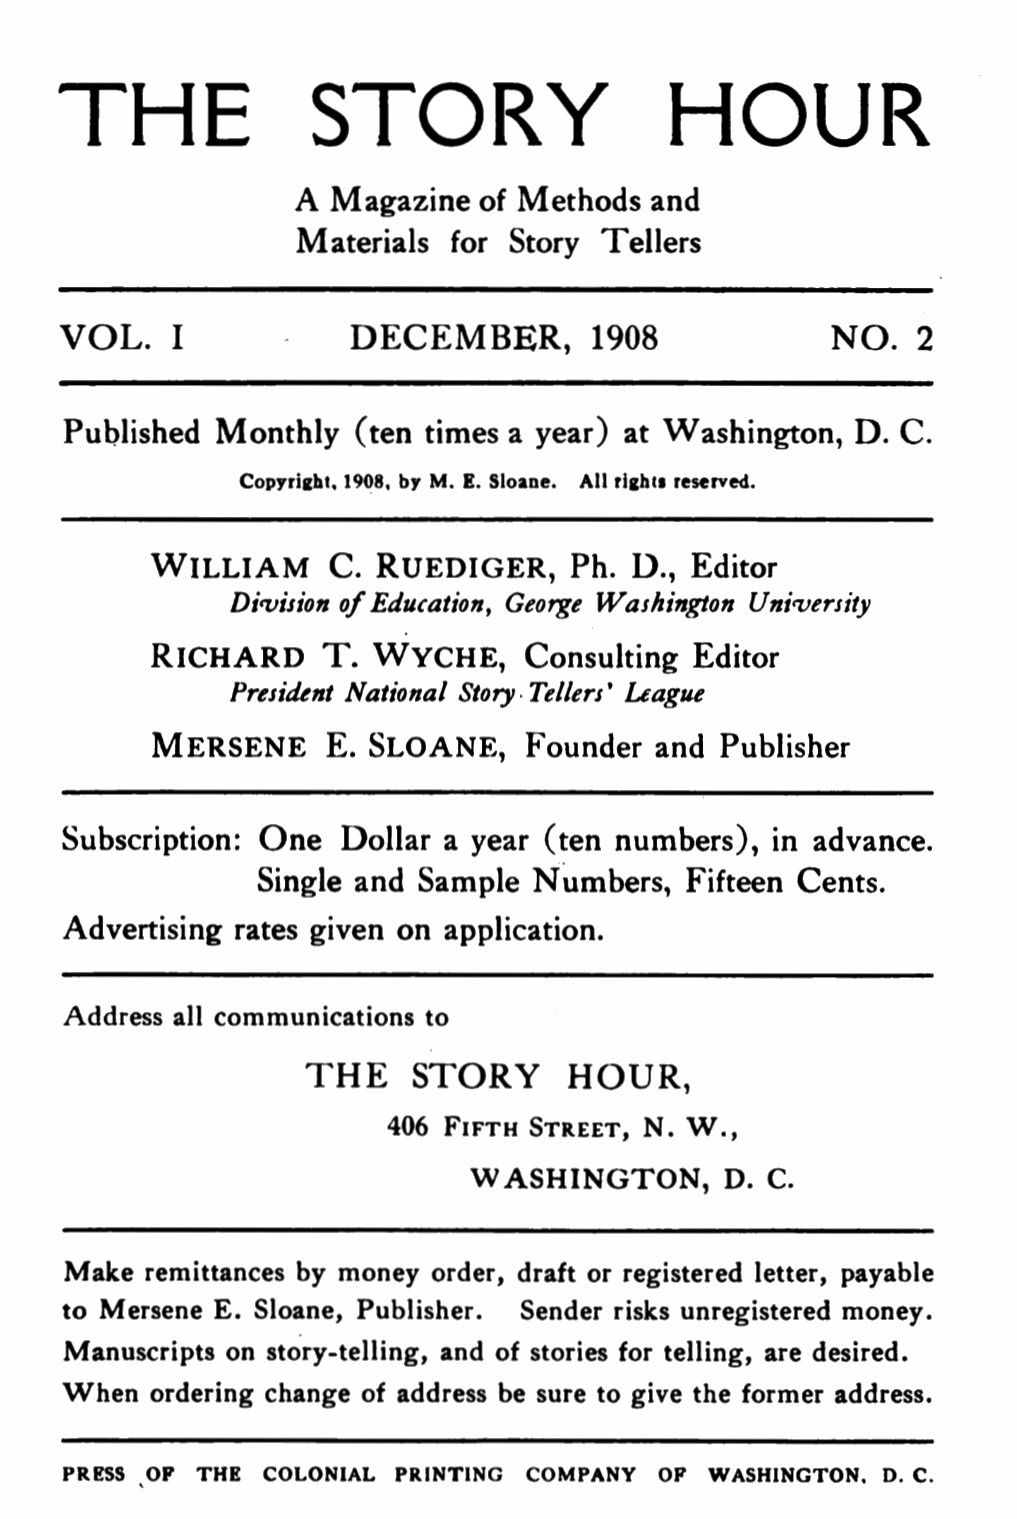 THE STORY HOUR
A Magazine of Methods and
Materials for Story Tellers
VOL. I DECEMBER, 1908 NO. 2
Published Monthly (ten times a year) at Washington, D. C.
Copyright, 1908, by M. E. Sloane. All rights reserved.
WILLIAM C. RUEDIGER, Ph. D., Editor
Division of Education, George Washington University
RICHARD T. WYCHE, Consulting Editor
President National Story Tellers' League
MERSENE E. SLOANE, Founder and Publisher
Subscription: One Dollar a year (ten numbers), in advance.
Single and Sample Numbers, Fifteen Cents.
Advertising rates given on application.
Address all communications to
THE STORY HOUR,
406 FIFTH STREET, N. W.,
WASHINGTON, D. C.
Make remittances by money order, draft or registered letter, payable
to Mersene E. Sloane, Publisher. Sender risks unregistered money.
Manuscripts on story-telling, and of stories for telling, are desired.
When ordering change of address be sure to give the former address.
PRESS OF THE COLONIAL PRINTING COMPANY OF WASHINGTON, D. C.